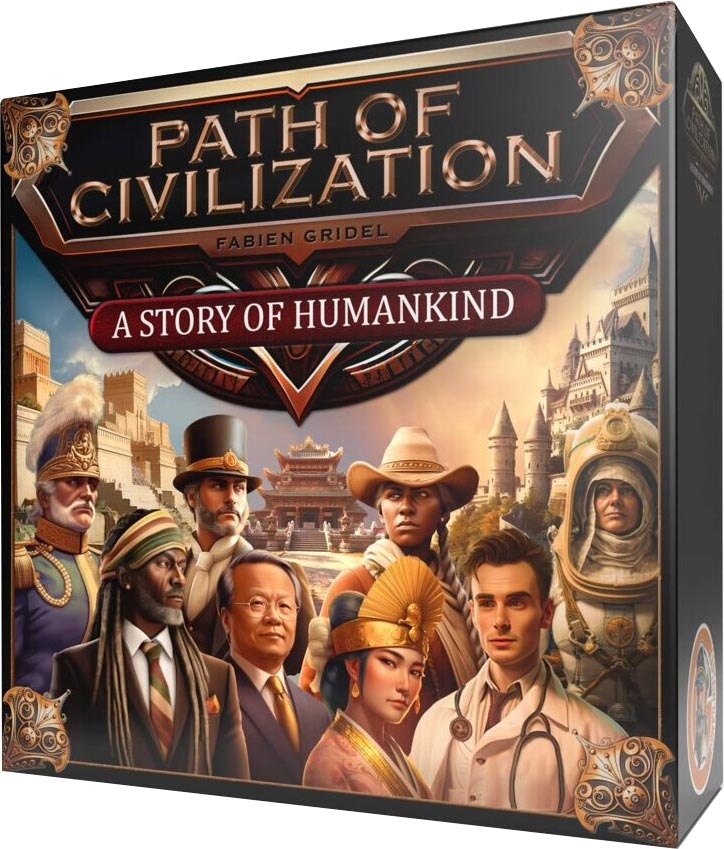 PATH OF
CIVILIZATION
FABIEN GRIDEL
A STORY OF HUMANKIND